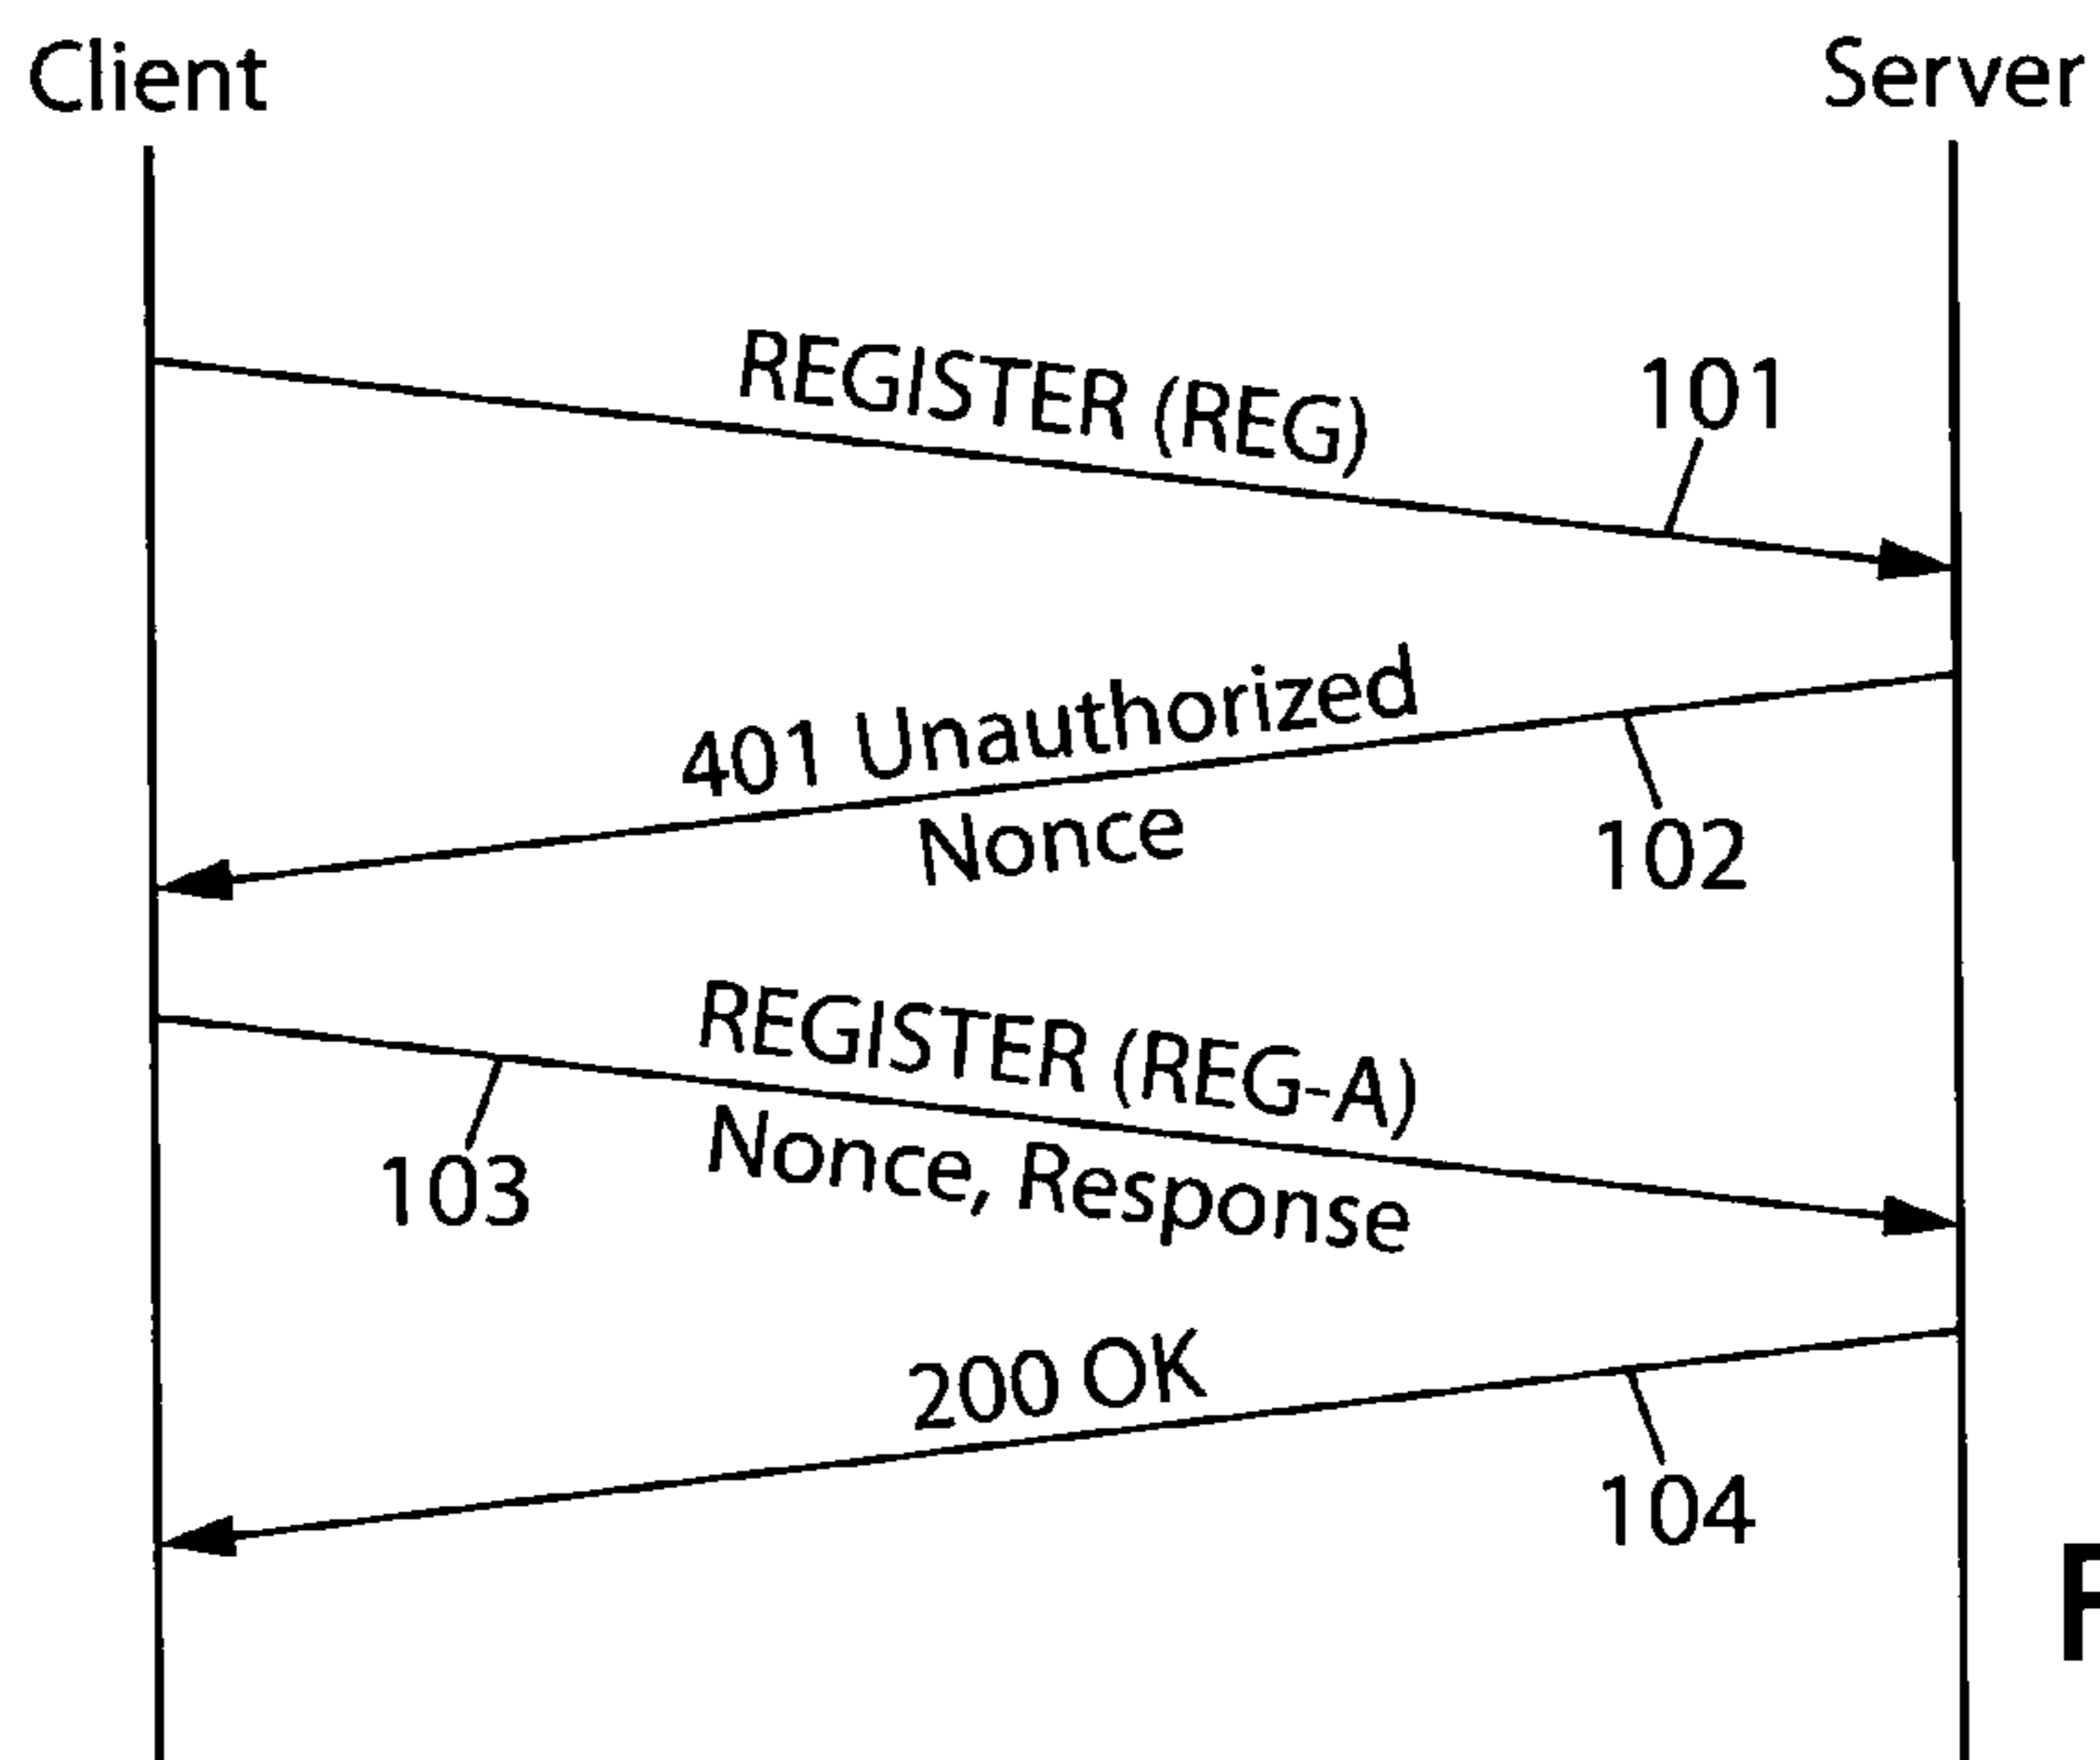 Client
Server
REGISTER (REG)
101
401 Unauthorized
Nonce
102
REGISTER (REG-A)
Nonce, Response
103
200 OK
104